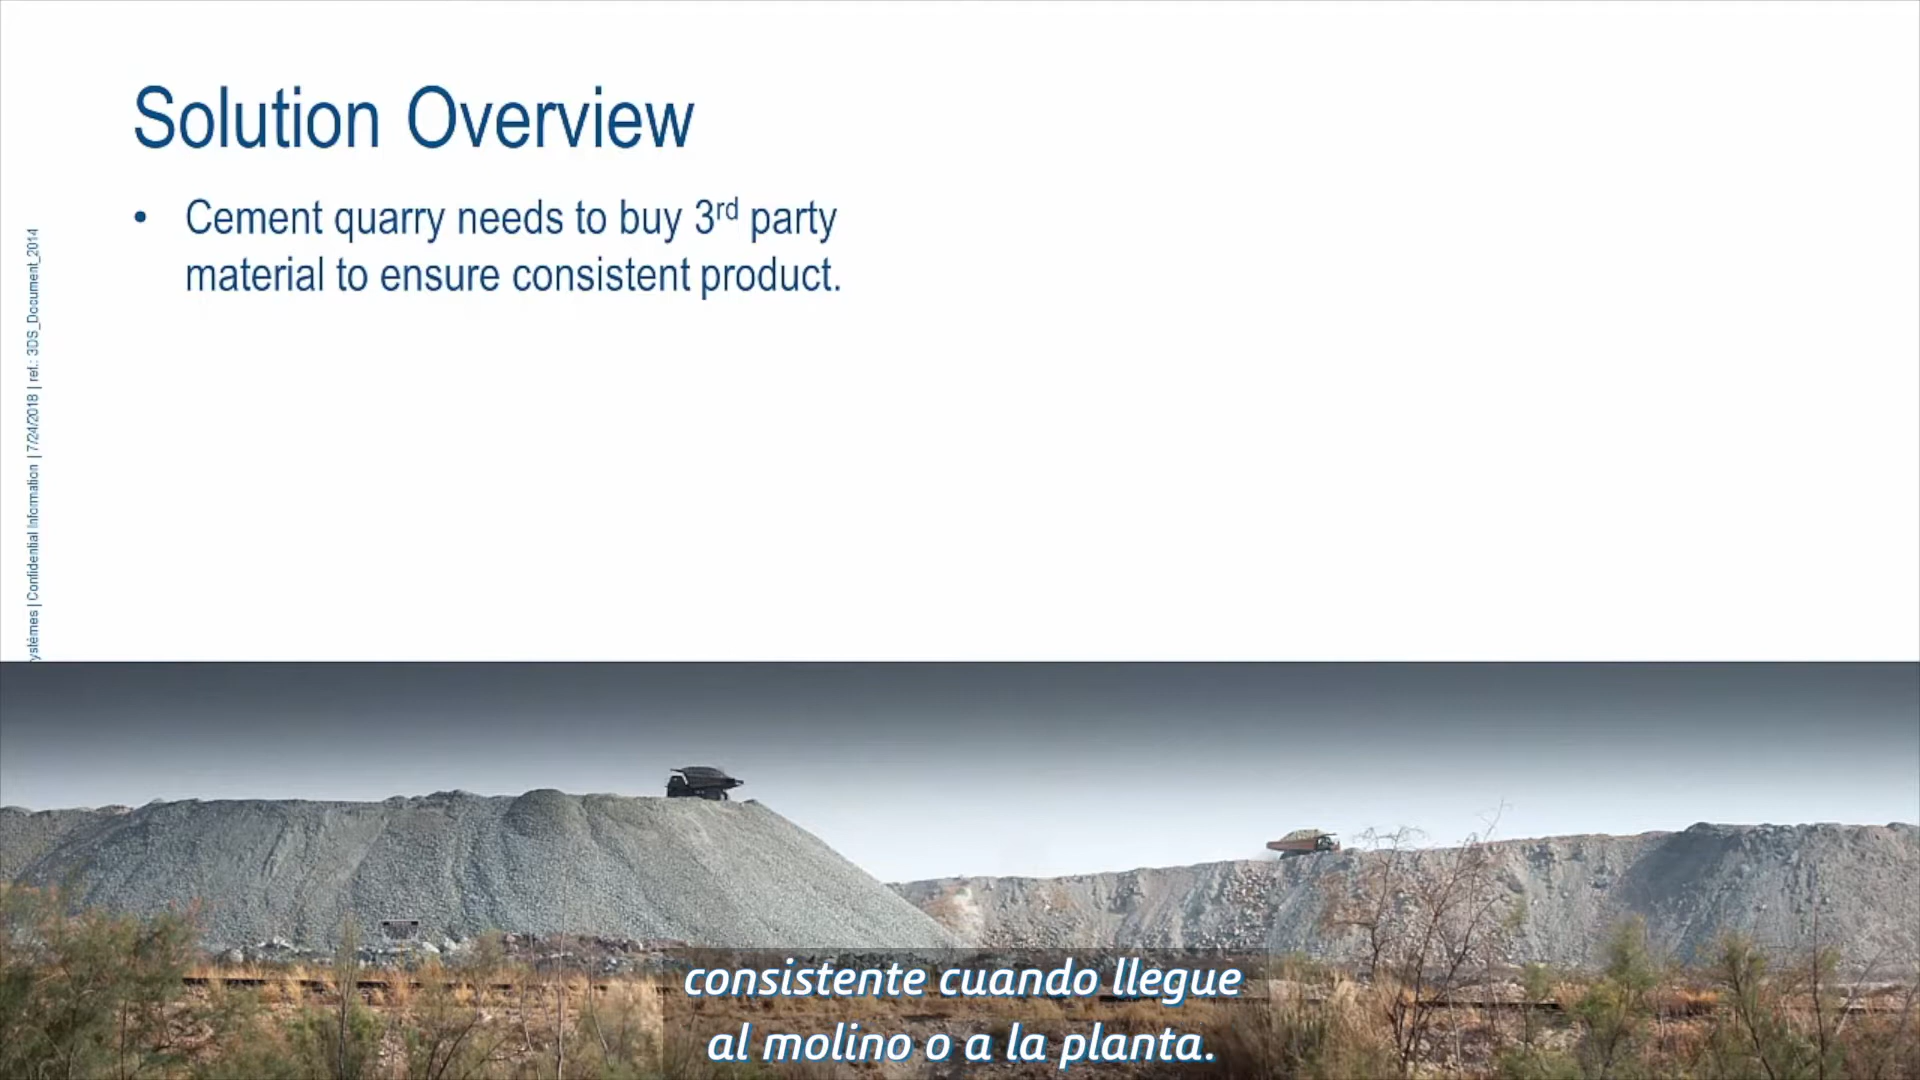 Solution Overview
• Cement quarry needs to buy 3rd party
material to ensure consistent product.
ystèmes | Confidential Information | 7/24/2018 | ref.: 3DS_Document_2014
consistente cuando llegue
al molino o a la planta.